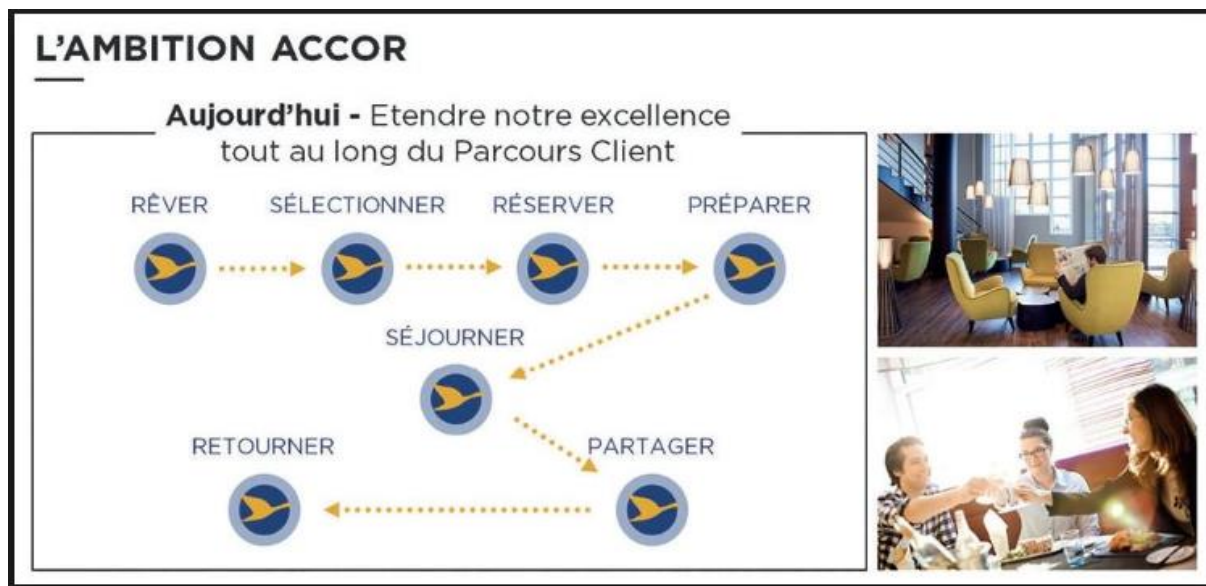 L'AMBITION ACCOR
Aujourd'hui - Etendre notre excellence
tout au long du Parcours Client
RÊVER SÉLECTIONNER RÉSERVER PRÉPARER
SÉJOURNER
RETOURNER PARTAGER